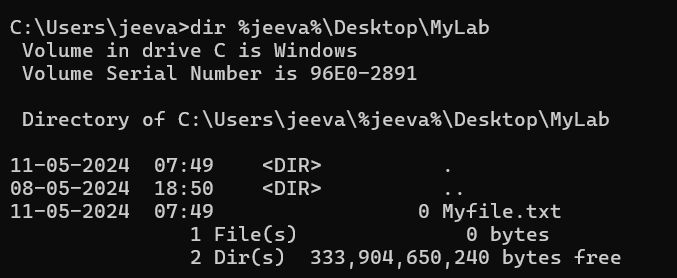 C:\Users\jeeva>dir %jeeva%\Desktop\MyLab
 Volume in drive C is Windows
 Volume Serial Number is 96E0-2891

 Directory of C:\Users\jeeva\%jeeva%\Desktop\MyLab

11-05-2024  07:49    <DIR>          .
08-05-2024  18:50    <DIR>          ..
11-05-2024  07:49                 0 Myfile.txt
               1 File(s)              0 bytes
               2 Dir(s)  333,904,650,240 bytes free